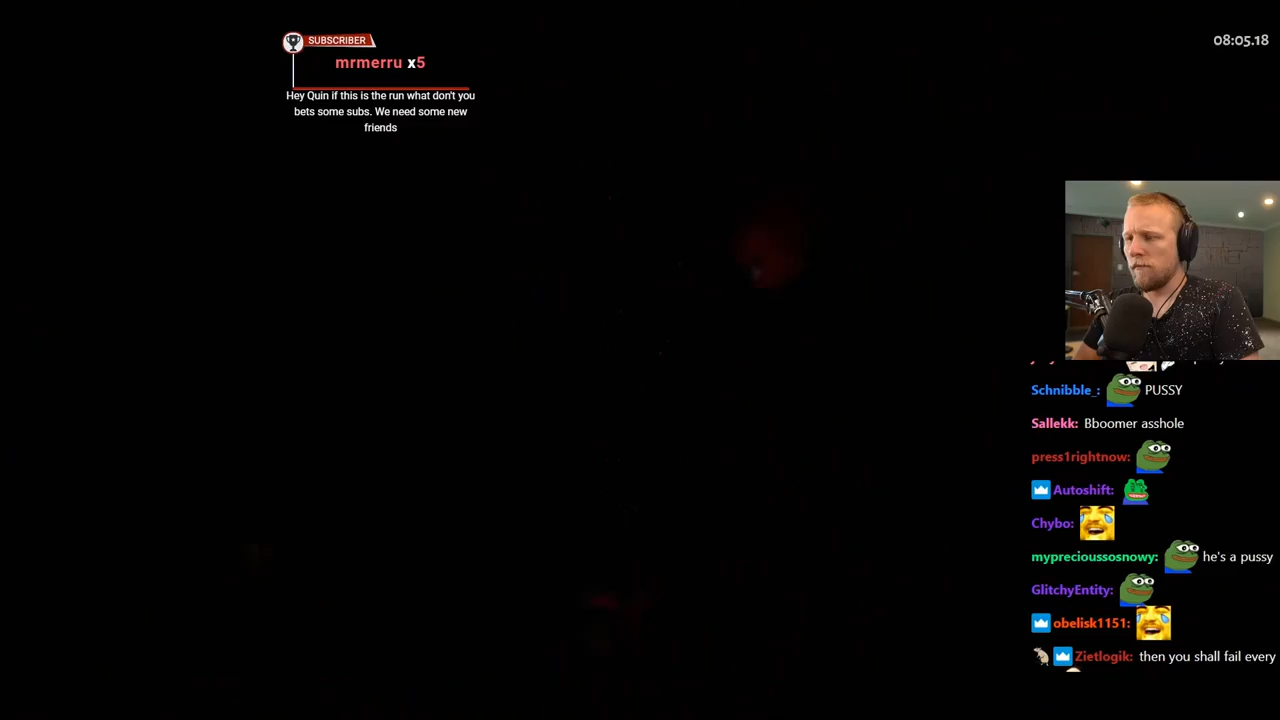 SUBSCRIBER
mrmerru x5
Hey Quin if this is the run what don't you
bets some subs. We need some new
friends
08:05.18
Schnibble_: PUSSY
Sallekk: Bboomer asshole
press1rightnow:
Autoshift:
Chybo:
mypreciousosnowy: he's a pussy
GlitchyEntity:
obelisk1151:
Zietlogik: then you shall fail every